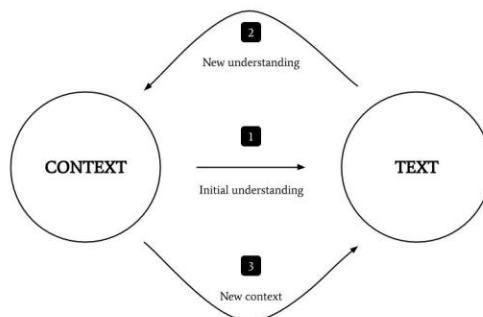 2
New understanding
CONTEXT
1
Initial understanding
TEXT
3
New context